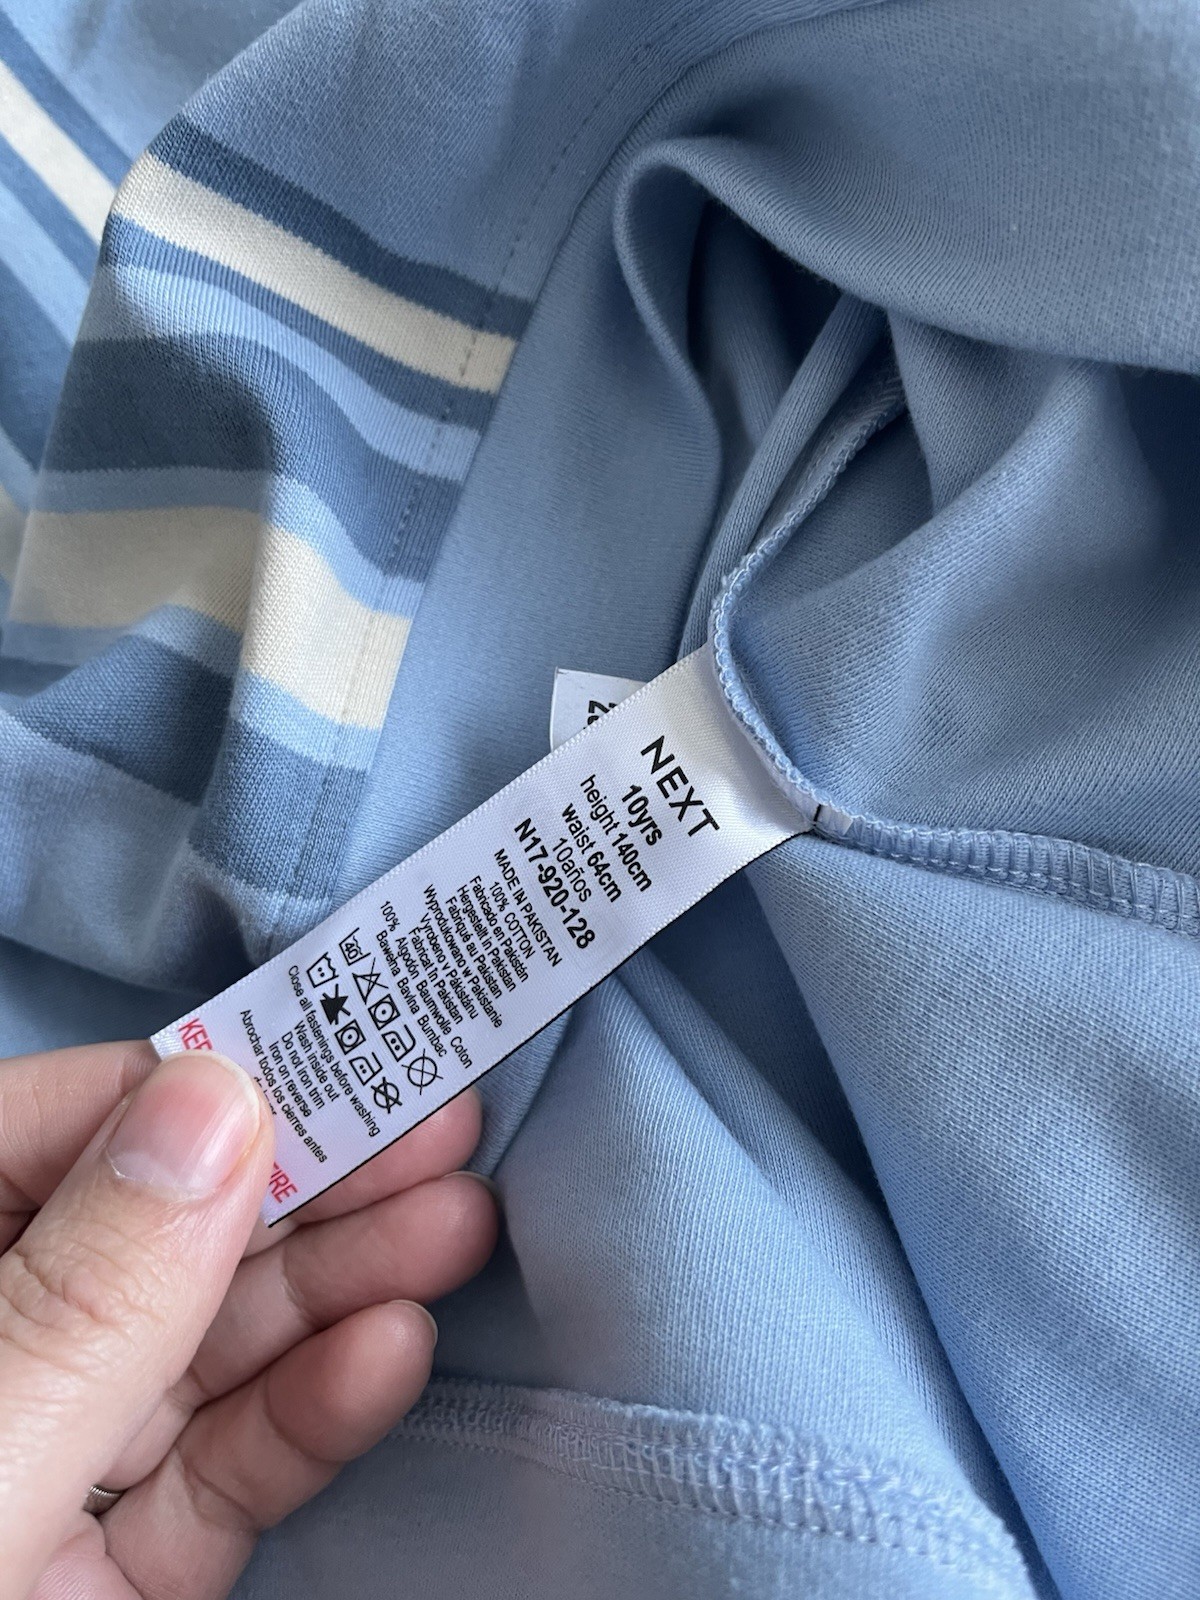 NEXT
10yrs
height 140cm
waist 64cm
10años
N17-920-128
MADE IN PAKISTAN
100% COTTON
Fabricado en Pakistán
Hergestellt in Pakistan
Fabriqué au Pakistan
Wyprodukowano w Pakistanie
Vyrobeno v Pákistánu
Fabricat în Pakistan
100% Algodón Baumwolle Coton
Bawełna Bavlna Bumbac
40
Close all fastenings before washing
Wash inside out
Do not iron trim
Iron on reverse
Abrochar todos los cierres antes